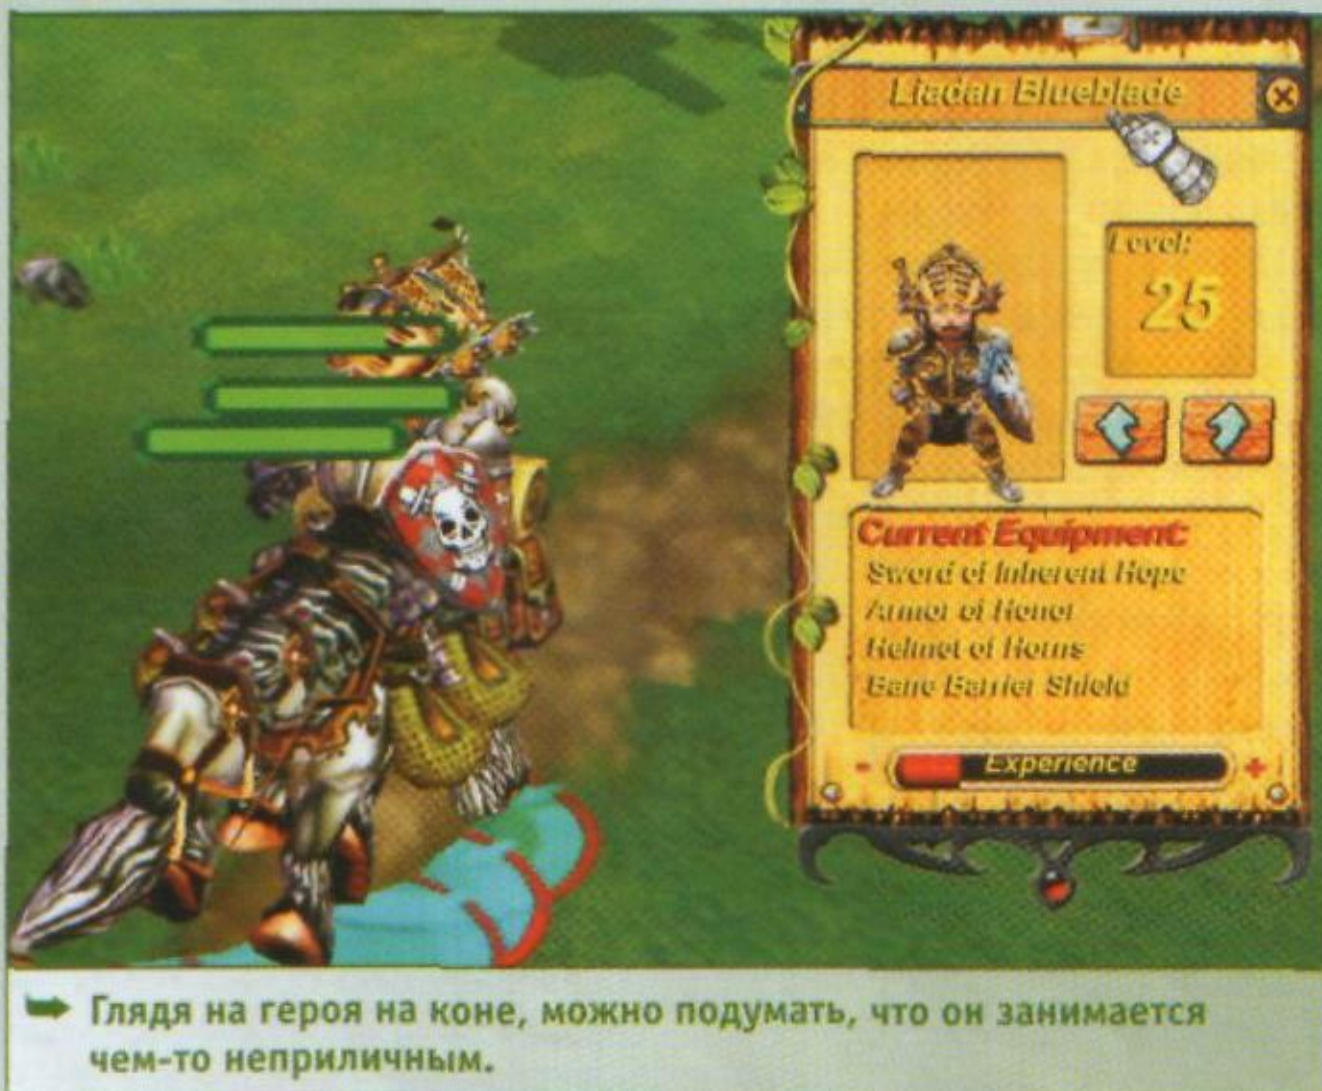 Liadan Blueblade
Level:
25
Current Equipment:
Sword of Inherent Hope
Armor of Honor
Helmet of Horns
Bane Barrier Shield
- Experience +
Глядя на героя на коне, можно подумать, что он занимается
чем-то неприличным.